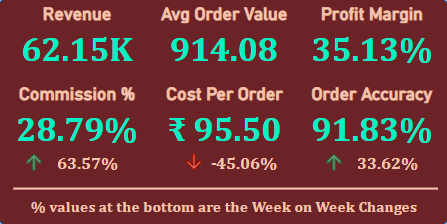 Revenue Avg Order Value Profit Margin
62.15K 914.08 35.13%
Commission % Cost Per Order Order Accuracy
28.79% ₹ 95.50 91.83%
↑ 63.57% ↓ -45.06% ↑ 33.62%
% values at the bottom are the Week on Week Changes